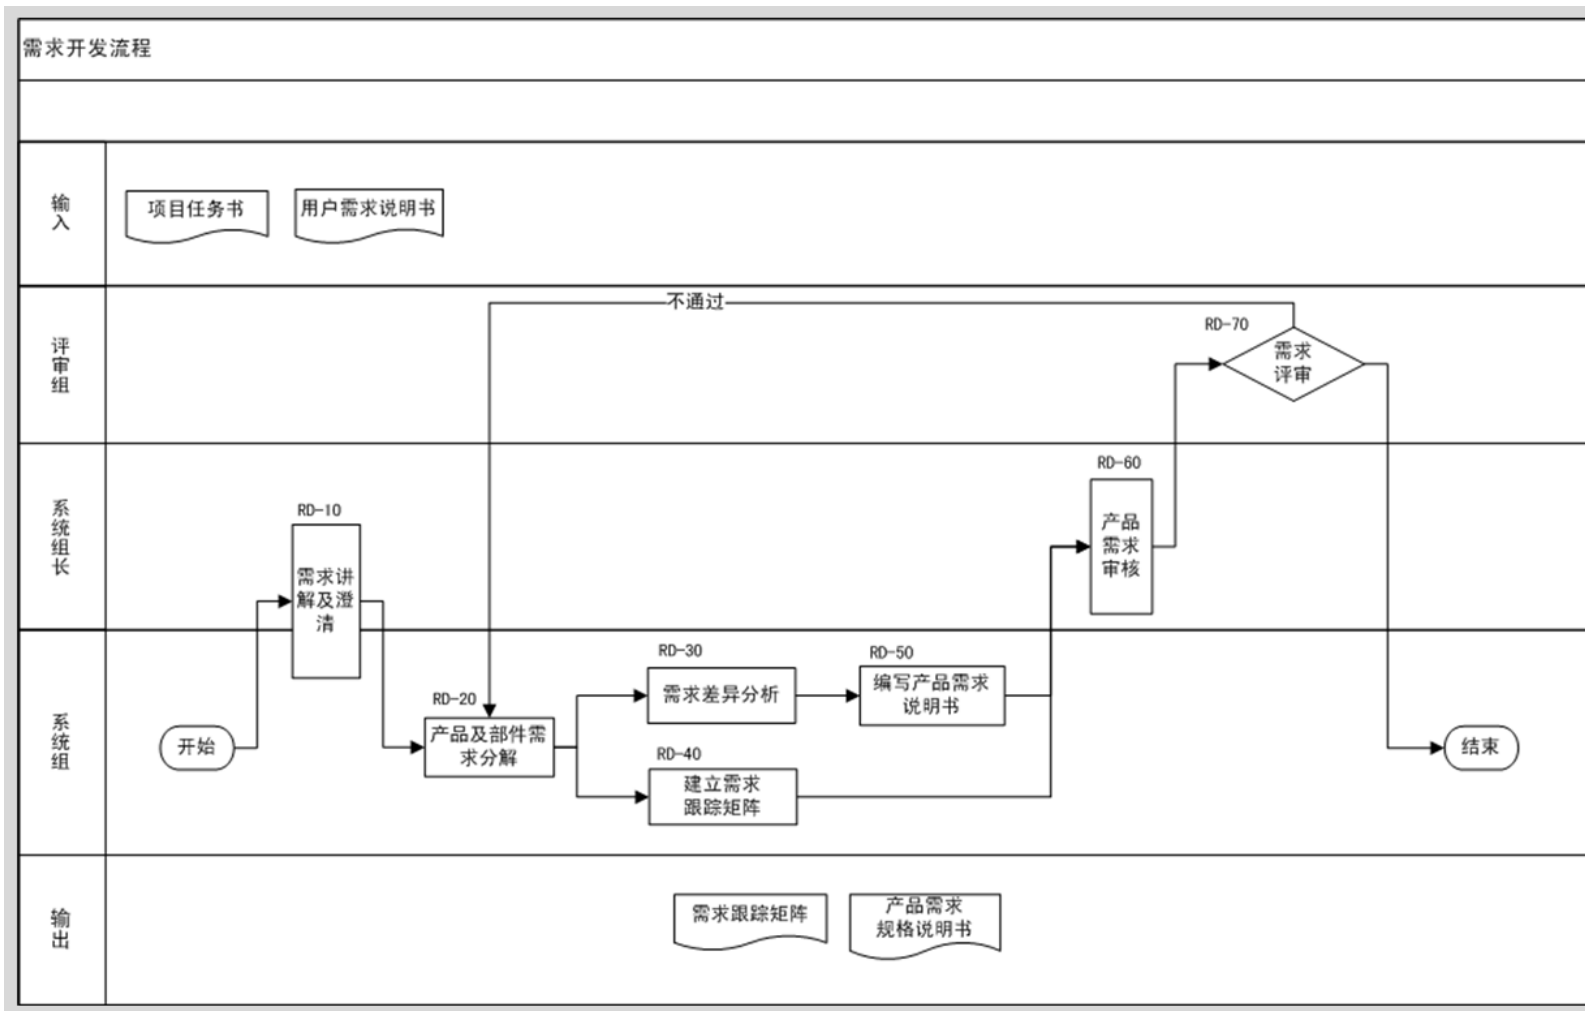 需求开发流程
输
入
项目任务书
用户需求说明书
评
审
组
不通过
RD-70
需求
评审
系
统
组
长
RD-10
需求讲
解及澄
清
RD-60
产品
需求
审核
系
统
组
开始
RD-20
产品及部件需
求分解
RD-30
需求差异分析
RD-40
建立需求
跟踪矩阵
RD-50
编写产品需求
说明书
结束
输
出
需求跟踪矩阵
产品需求
规格说明书